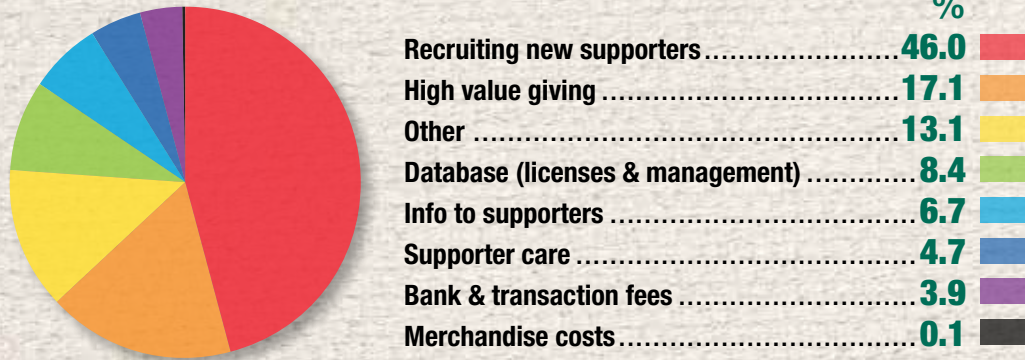 %
Recruiting new supporters....................46.0
High value giving..............................17.1
Other ..........................................13.1
Database (licenses & management).............8.4
Info to supporters...............................6.7
Supporter care...................................4.7
Bank & transaction fees........................3.9
Merchandise costs..............................0.1